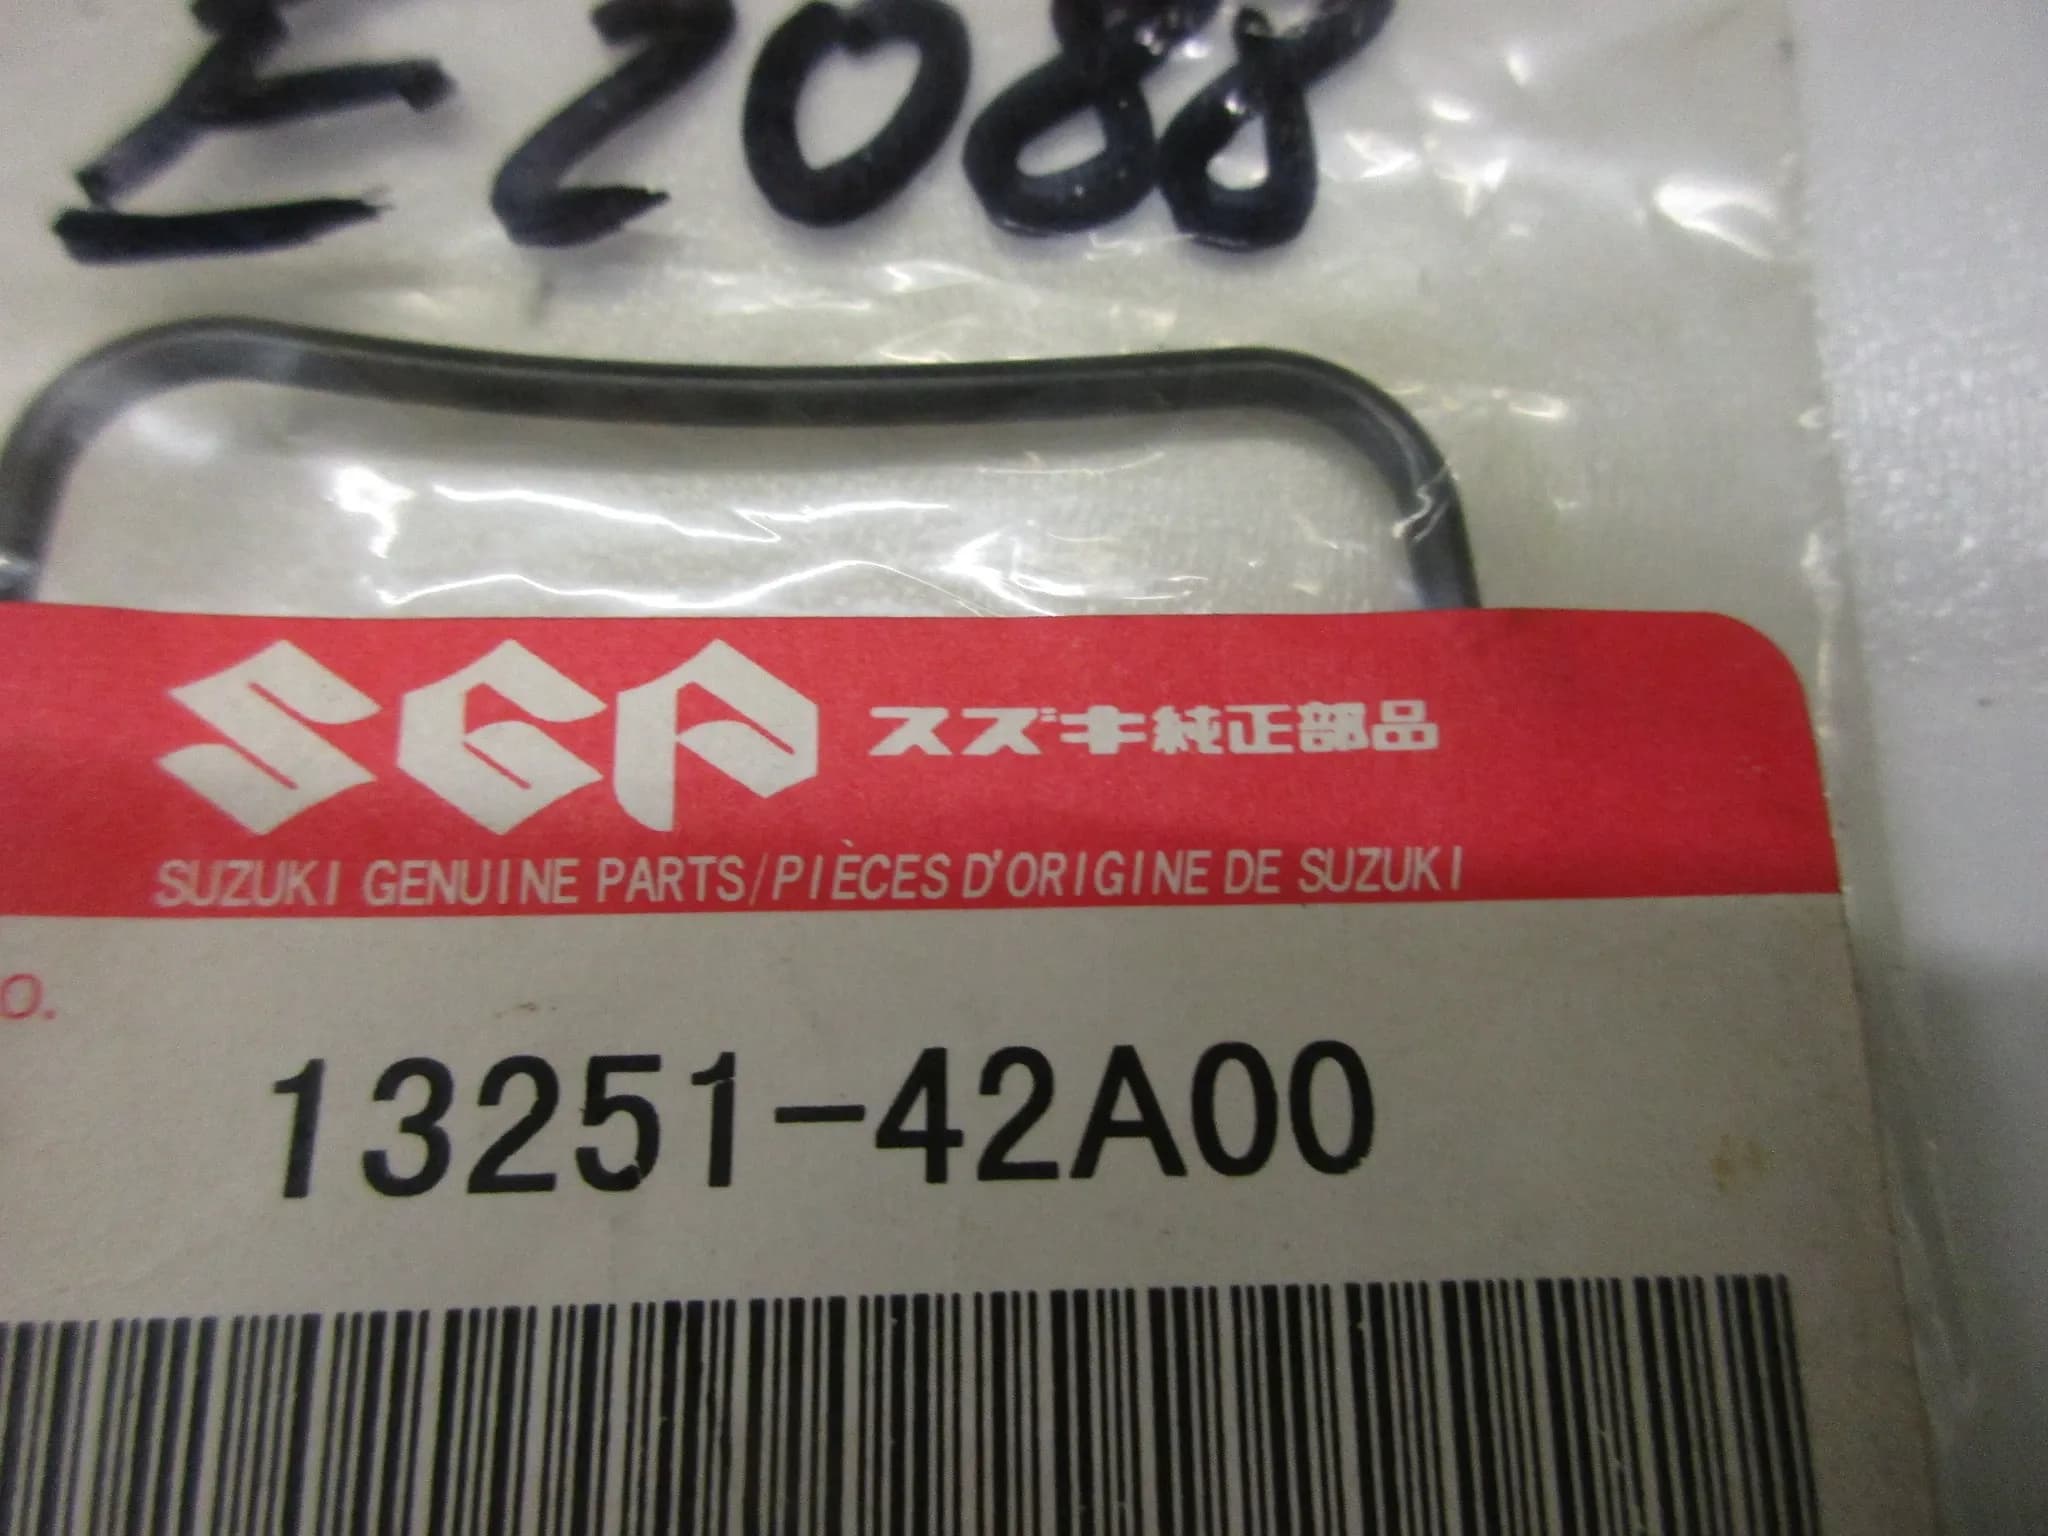 E2088
SGP スズキ純正部品
SUZUKI GENUINE PARTS/PIÈCES D'ORIGINE DE SUZUKI
o.
13251-42A00